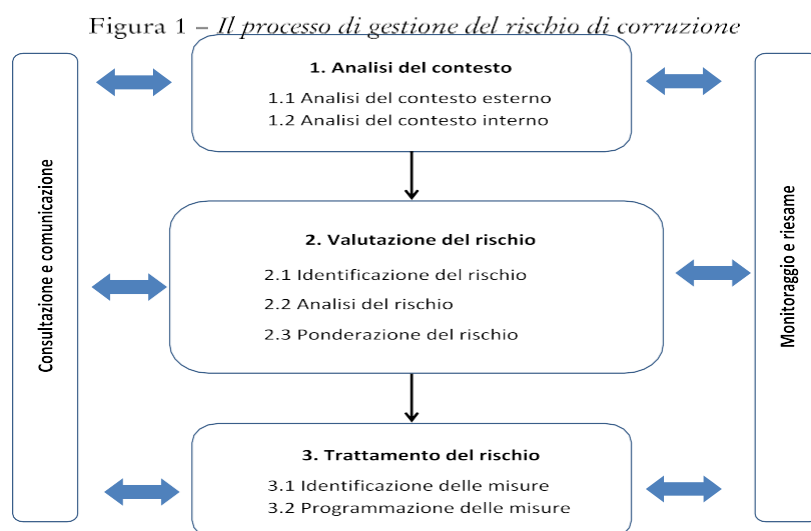 Figura 1 – Il processo di gestione del rischio di corruzione
Consultazione e comunicazione
1. Analisi del contesto
1.1 Analisi del contesto esterno
1.2 Analisi del contesto interno
2. Valutazione del rischio
2.1 Identificazione del rischio
2.2 Analisi del rischio
2.3 Ponderazione del rischio
3. Trattamento del rischio
3.1 Identificazione delle misure
3.2 Programmazione delle misure
Monitoraggio e riesame